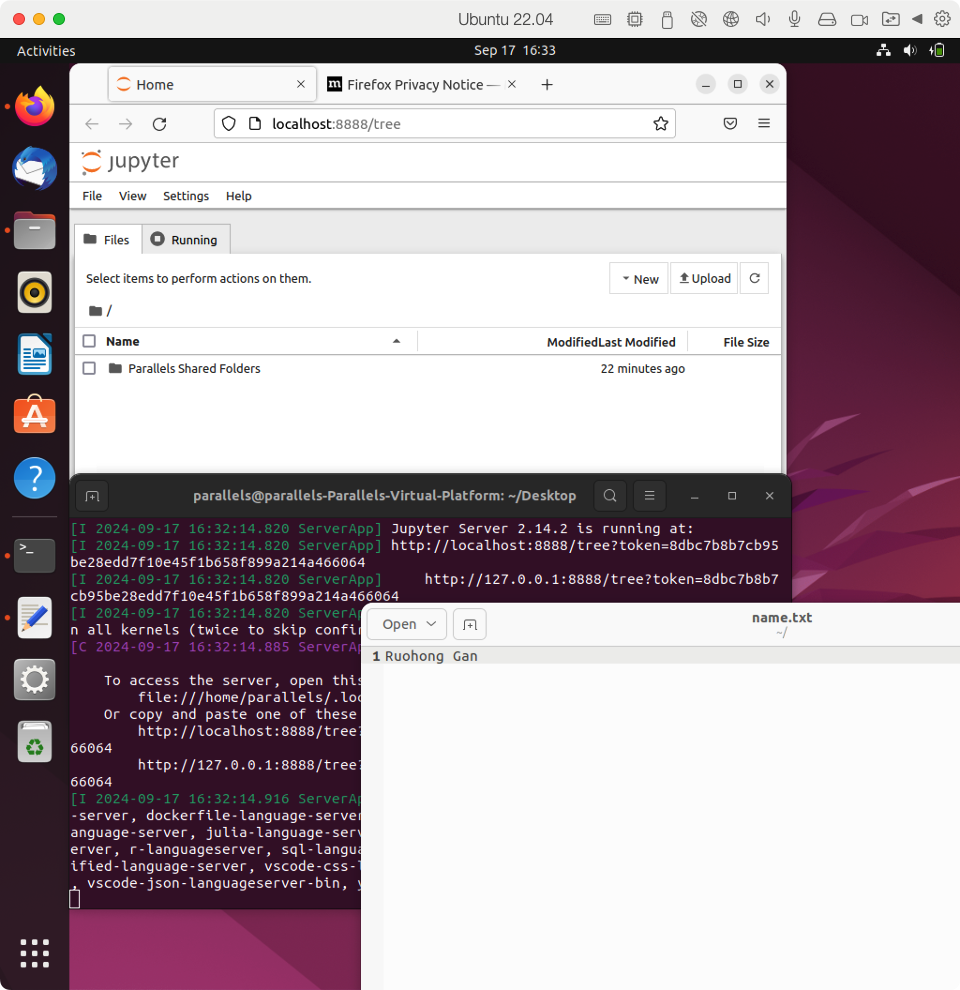 Ubuntu 22.04
Activities
Sep 17 16:33
Home
m Firefox Privacy Notice —
localhost:8888/tree
jupyter
File View Settings Help
Files Running
Select items to perform actions on them.
New Upload
/
Name ModifiedLast Modified File Size
Parallels Shared Folders 22 minutes ago
parallels@parallels-Parallels-Virtual-Platform: ~/Desktop
[I 2024-09-17 16:32:14.820 ServerApp] Jupyter Server 2.14.2 is running at:
[I 2024-09-17 16:32:14.820 ServerApp] http://localhost:8888/tree?token=8dbc7b8b7cb95
be28edd7f10e45f1b658f899a214a466064
[I 2024-09-17 16:32:14.820 ServerApp]     http://127.0.0.1:8888/tree?token=8dbc7b8b7
cb95be28edd7f10e45f1b658f899a214a466064
[I 2024-09-17 16:32:14.820 ServerAp
n all kernels (twice to skip confir
[C 2024-09-17 16:32:14.885 ServerAp
To access the server, open this
file:///home/parallels/.loc
Or copy and paste one of these
http://localhost:8888/tree?
66064
http://127.0.0.1:8888/tree?
66064
[I 2024-09-17 16:32:14.916 ServerAp
-server, dockerfile-language-server
anguage-server, julia-language-serv
erver, r-languageserver, sql-langua
ified-language-server, vscode-css-l
, vscode-json-languageserver-bin, y
Open
name.txt
~/
1 Ruohong Gan